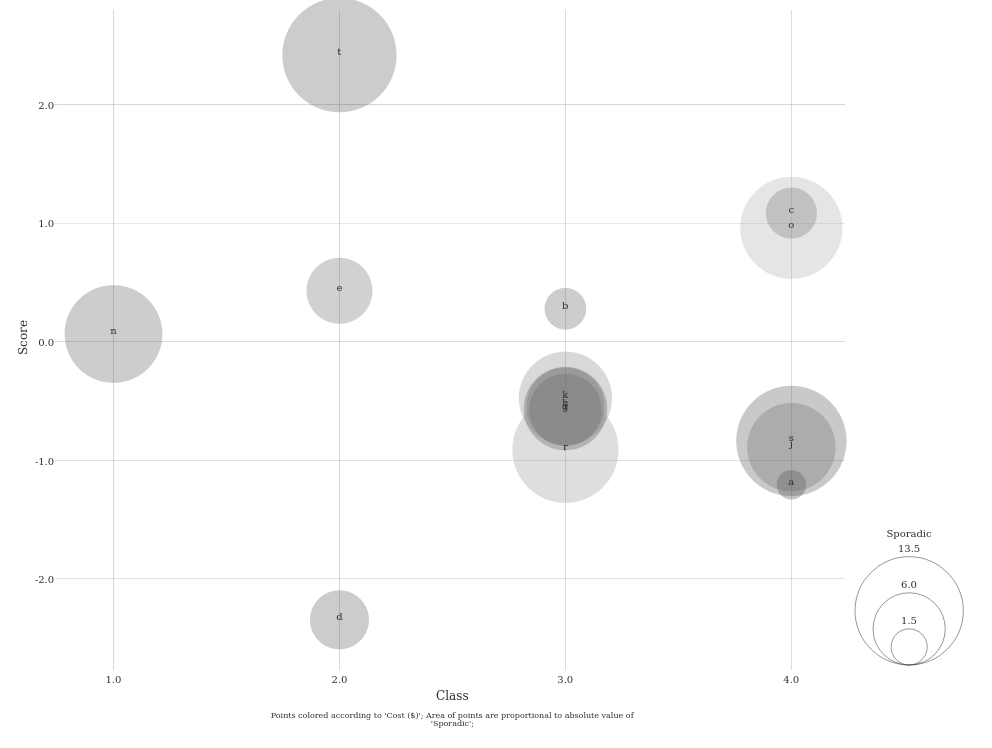 t
2.0
c
1.0
o
e
b
n
0.0
Score
k
h
g
s
r
j
-1.0
a
Sporadic
13.5
-2.0
6.0
d
1.5
1.0
2.0
3.0
4.0
Class
Points colored according to 'Cost ($)'; Area of points are proportional to absolute value of
'Sporadic';